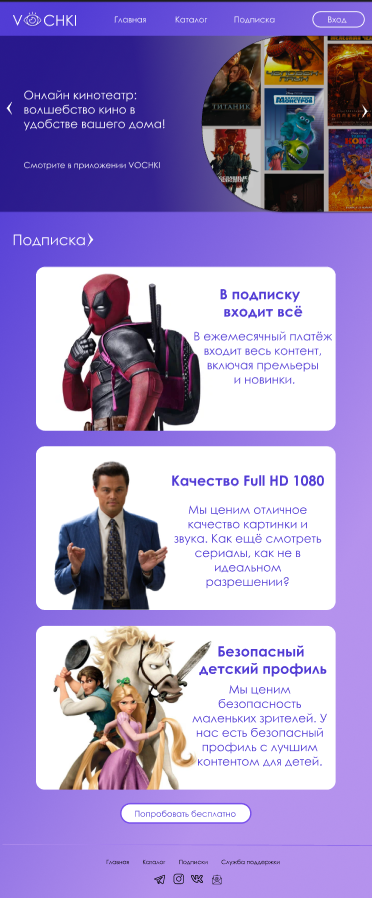 VOCHKI
Главная Каталог Подписка Вход
Онлайн кинотеатр:
волшебство кино в
удобстве вашего дома!
Смотрите в приложении VOCHKI
ТИТАНИК
Подписка
В подписку
входит всё
В ежемесячный платёж
входит весь контент,
включая премьеры
и новинки.
Качество Full HD 1080
Мы ценим отличное
качество картинки и
звука. Как ещё смотреть
сериалы, как не в
идеальном
разрешении?
Безопасный
детский профиль
Мы ценим
безопасность
маленьких зрителей. У
нас есть безопасный
профиль с лучшим
контентом для детей.
Попробовать бесплатно
Главная Каталог Подписки Служба поддержки